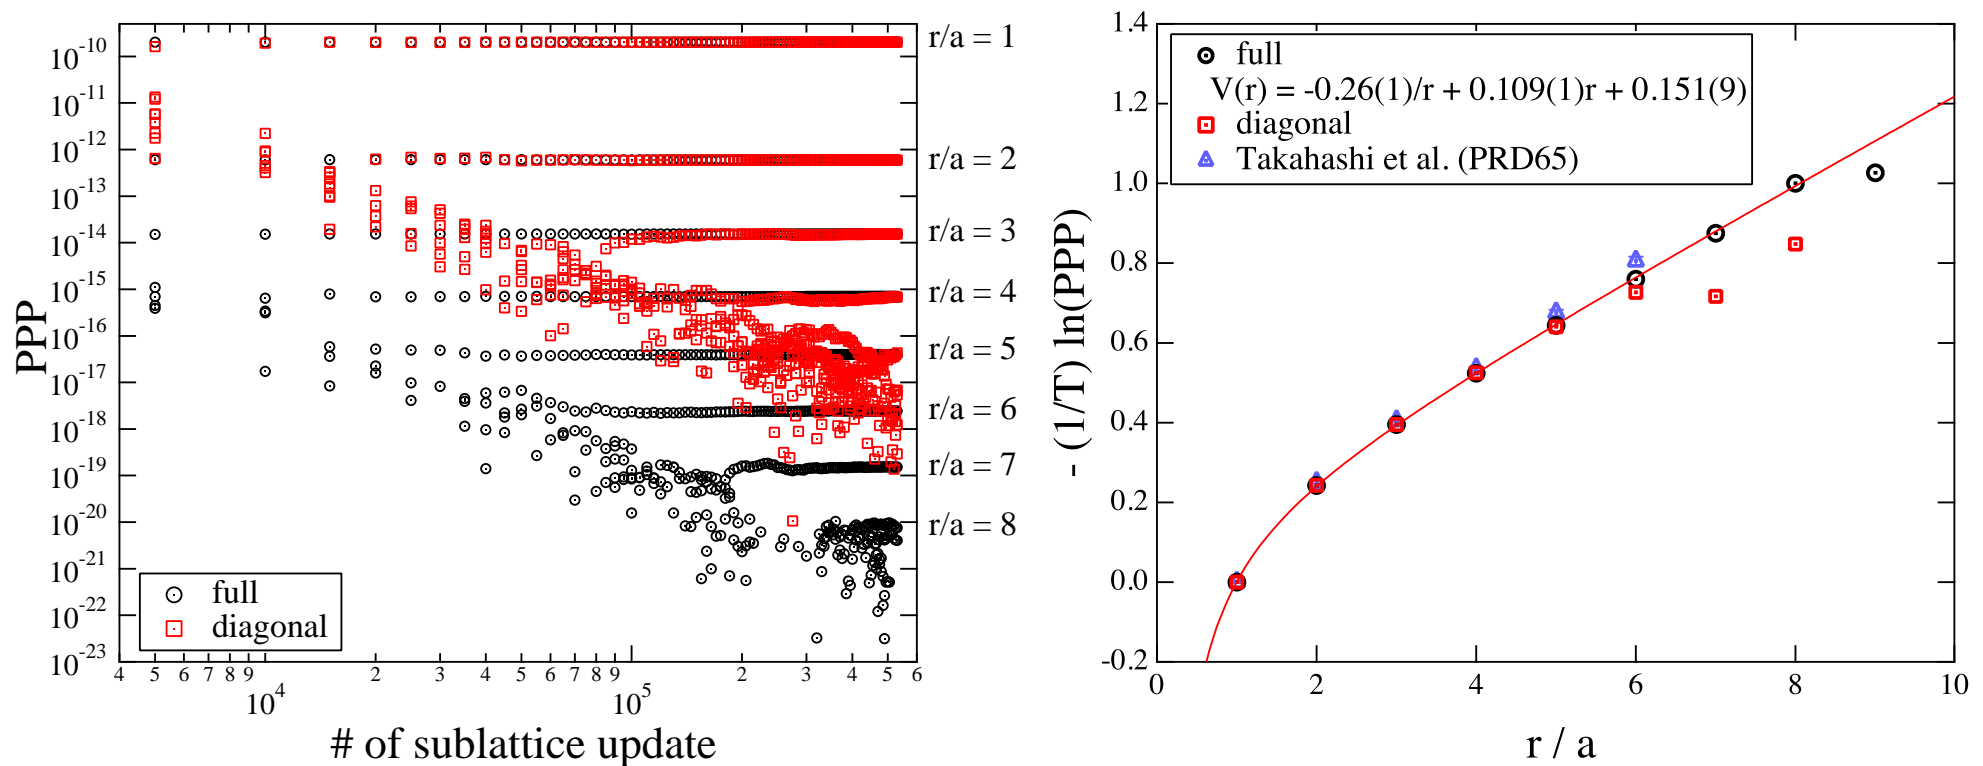 PPP
10-10
10-11
10-12
10-13
10-14
10-15
10-16
10-17
10-18
10-19
10-20
10-21
10-22
10-23
r/a = 1
r/a = 2
r/a = 3
r/a = 4
r/a = 5
r/a = 6
r/a = 7
r/a = 8
full
diagonal
4 5 6 7 8 9 2 3 4 5 6 7 8 9 2 3 4 5 6
10^4 10^5
# of sublattice update
- (1/T) ln(PPP)
1.4
1.2
1.0
0.8
0.6
0.4
0.2
0.0
-0.2
full
V(r) = -0.26(1)/r + 0.109(1)r + 0.151(9)
diagonal
Takahashi et al. (PRD65)
0 2 4 6 8 10
r / a